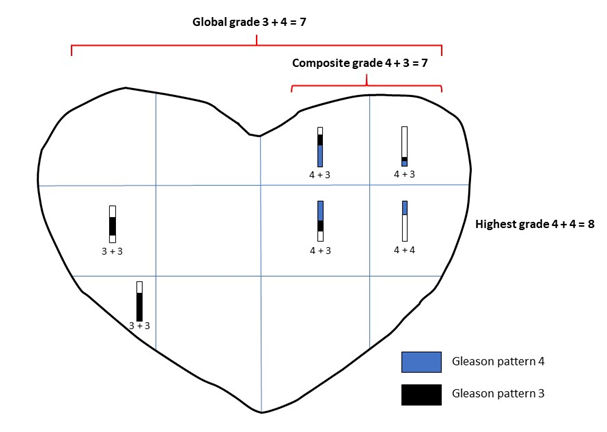 Global grade 3 + 4 = 7
Composite grade 4 + 3 = 7
4 + 3
4 + 3
3 + 3
4 + 3
4 + 4
Highest grade 4 + 4 = 8
3 + 3
Gleason pattern 4
Gleason pattern 3